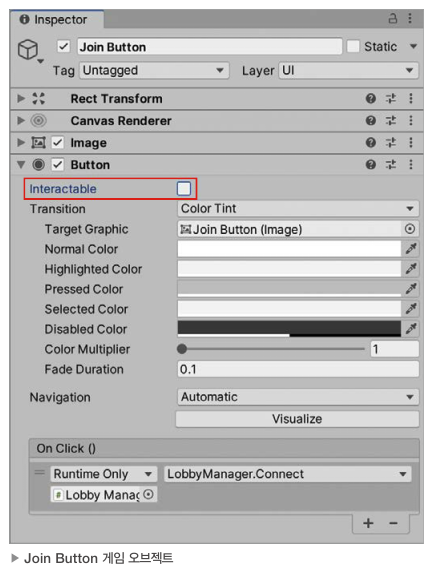 Inspector
Join Button
Static
Tag Untagged Layer UI
Rect Transform
Canvas Renderer
Image
Button
Interactable
Transition Color Tint
Target Graphic Join Button (Image)
Normal Color
Highlighted Color
Pressed Color
Selected Color
Disabled Color
Color Multiplier 1
Fade Duration 0.1
Navigation Automatic
Visualize
On Click ()
Runtime Only LobbyManager.Connect
# Lobby Manag
+ −
▶ Join Button 게임 오브젝트